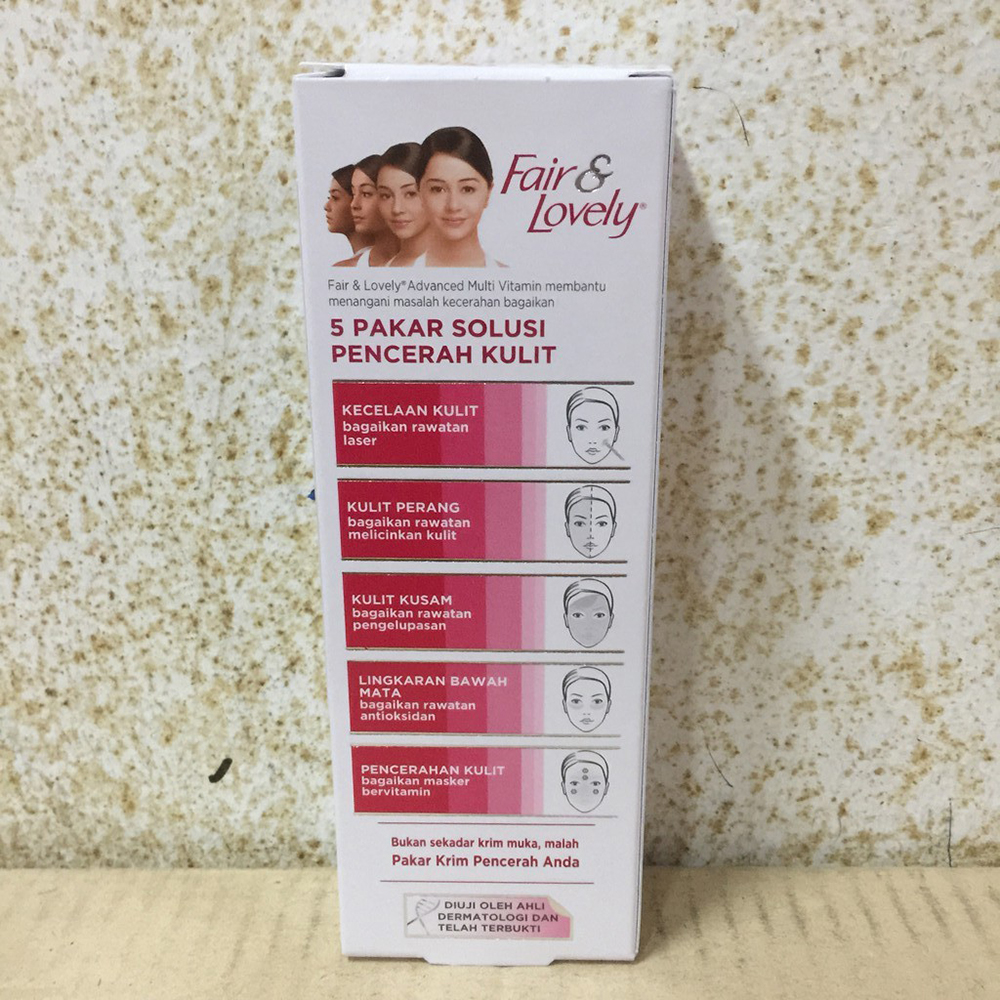 Fair &
Lovely®
Fair & Lovely® Advanced Multi Vitamin membantu
menangani masalah kecerahan bagaikan
5 PAKAR SOLUSI
PENCERAH KULIT
KECELAAN KULIT
bagaikan rawatan
laser
KULIT PERANG
bagaikan rawatan
melicinkan kulit
KULIT KUSAM
bagaikan rawatan
pengelupasan
LINGKARAN BAWAH
MATA
bagaikan rawatan
antioksidan
PENCERAHAN KULIT
bagaikan masker
bervitamin
Bukan sekadar krim muka, malah
Pakar Krim Pencerah Anda
DIUJI OLEH AHLI
DERMATOLOGI DAN
TELAH TERBUKTI